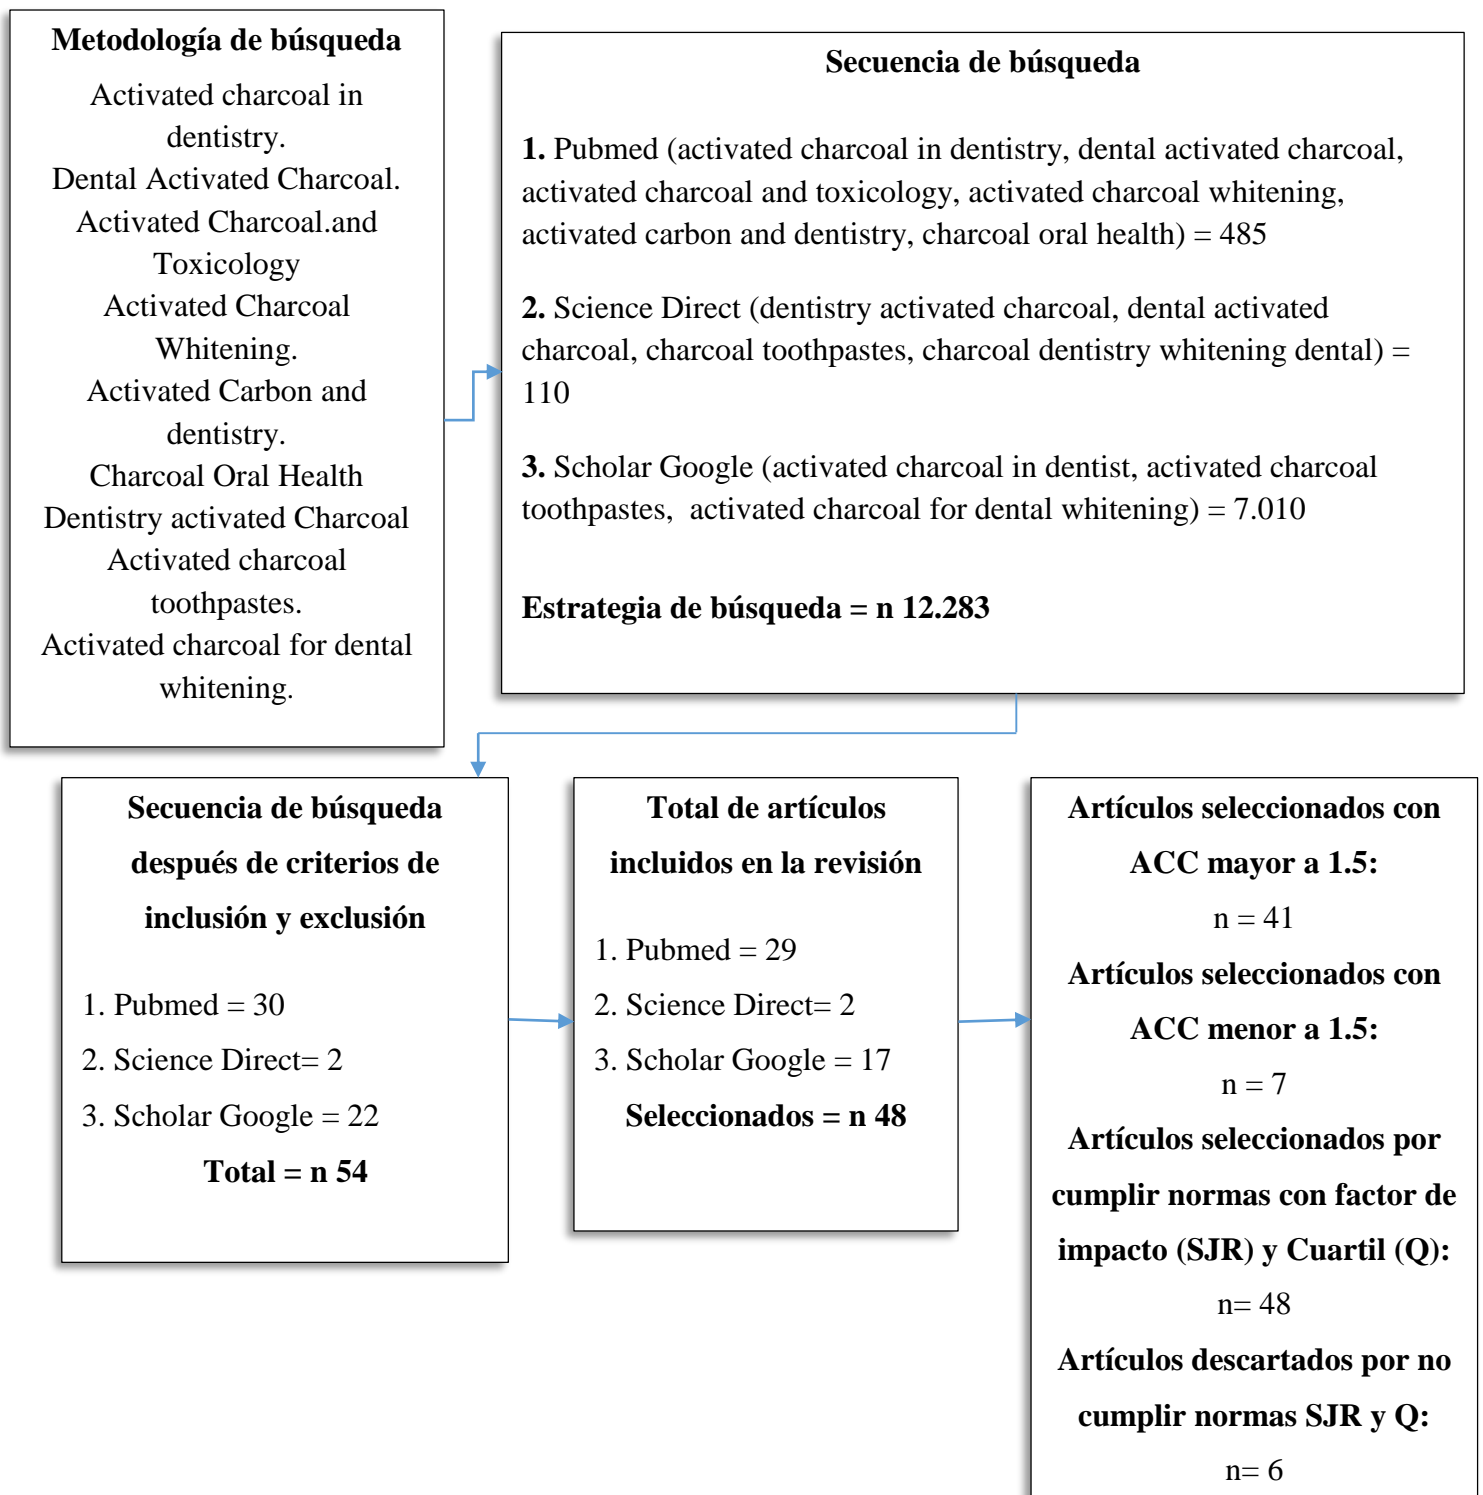 Metodología de búsqueda
Activated charcoal in
dentistry.
Dental Activated Charcoal.
Activated Charcoal.and
Toxicology
Activated Charcoal
Whitening.
Activated Carbon and
dentistry.
Charcoal Oral Health
Dentistry activated Charcoal
Activated charcoal
toothpastes.
Activated charcoal for dental
whitening.
Secuencia de búsqueda
1. Pubmed (activated charcoal in dentistry, dental activated charcoal,
activated charcoal and toxicology, activated charcoal whitening,
activated carbon and dentistry, charcoal oral health) = 485
2. Science Direct (dentistry activated charcoal, dental activated
charcoal, charcoal toothpastes, charcoal dentistry whitening dental) =
110
3. Scholar Google (activated charcoal in dentist, activated charcoal
toothpastes, activated charcoal for dental whitening) = 7.010
Estrategia de búsqueda = n 12.283
Secuencia de búsqueda
después de criterios de
inclusión y exclusión
1. Pubmed = 30
2. Science Direct= 2
3. Scholar Google = 22
Total = n 54
Total de artículos
incluidos en la revisión
1. Pubmed = 29
2. Science Direct= 2
3. Scholar Google = 17
Seleccionados = n 48
Artículos seleccionados con
ACC mayor a 1.5:
n = 41
Artículos seleccionados con
ACC menor a 1.5:
n = 7
Artículos seleccionados por
cumplir normas con factor de
impacto (SJR) y Cuartil (Q):
n= 48
Artículos descartados por no
cumplir normas SJR y Q:
n= 6